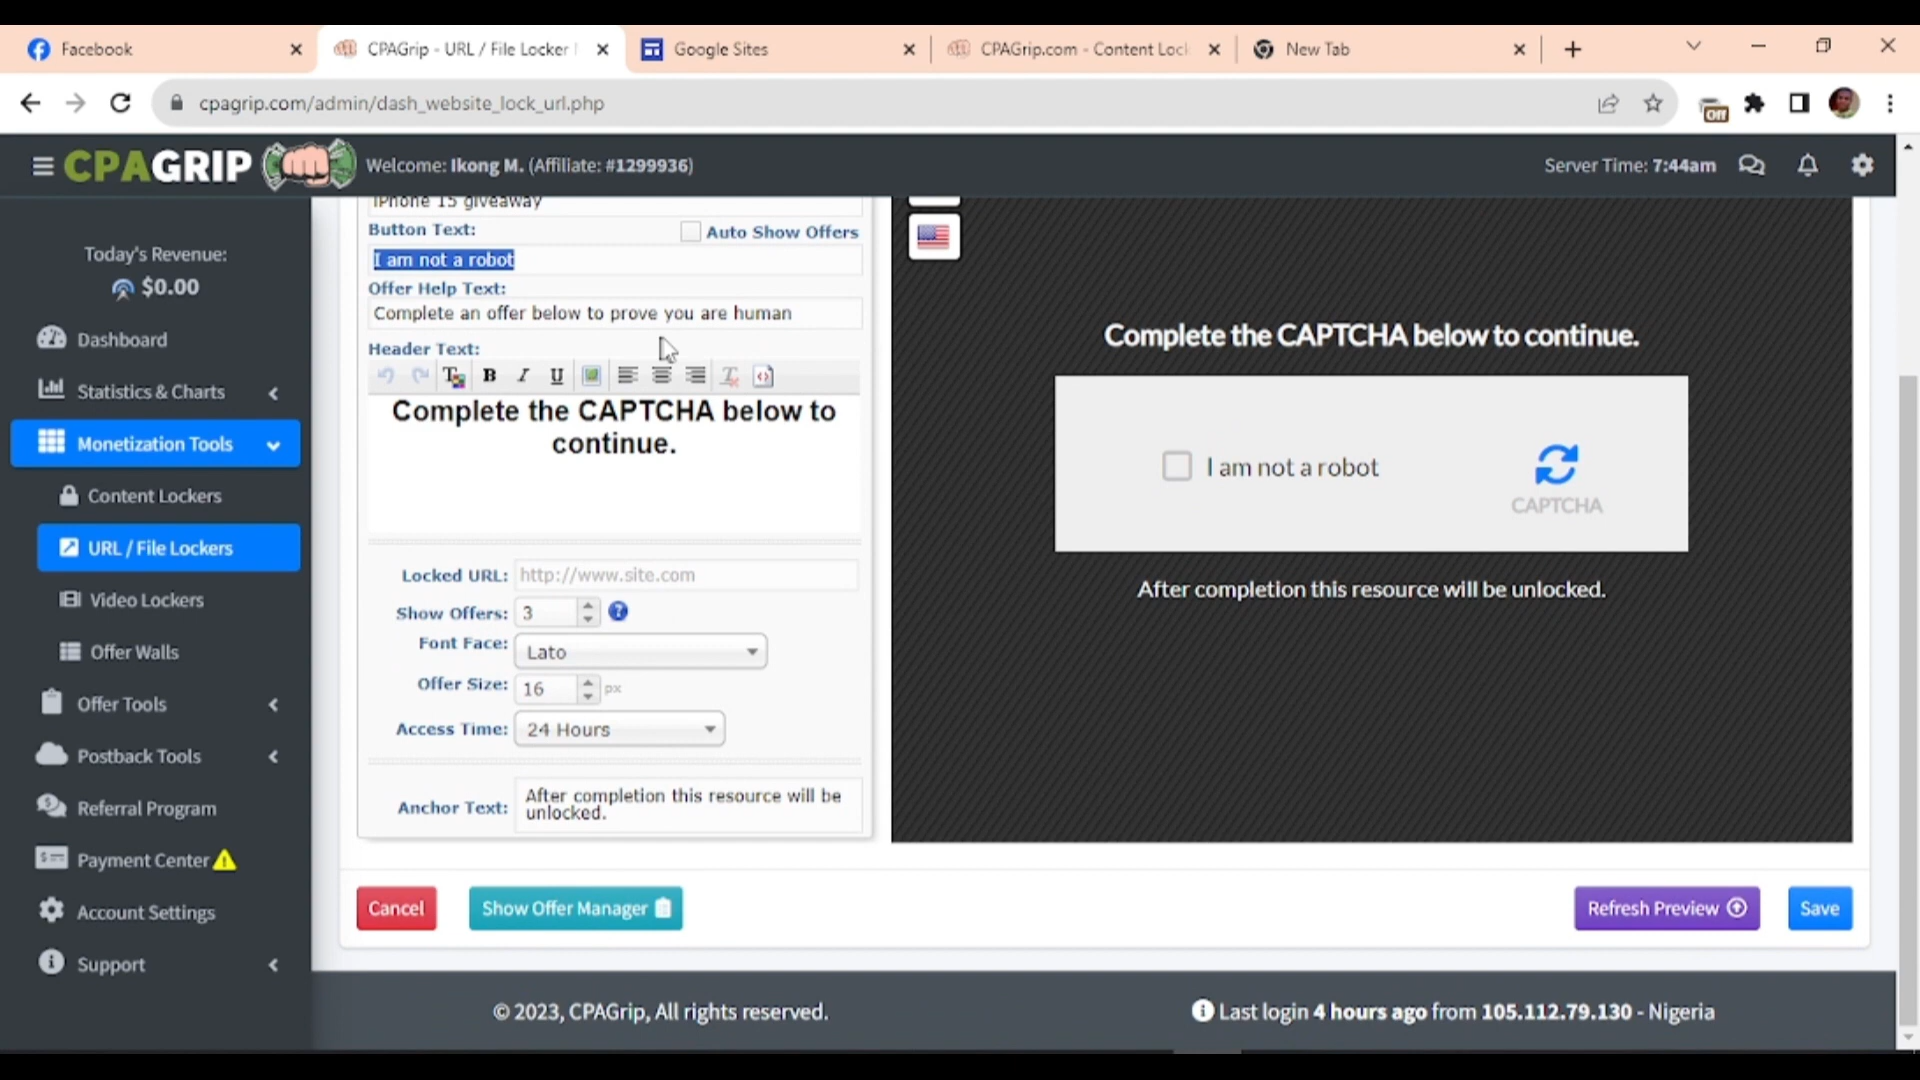 Facebook
CPAGrip - URL / File Locker
Google Sites
CPAGrip.com - Content Lock
New Tab
cpagrip.com/admin/dash_website_lock_url.php
Off
CPAGRIP
Welcome: Ikong M. (Affiliate: #1299936)
Server Time: 7:44am
Today's Revenue:
$0.00
Dashboard
Statistics & Charts
Monetization Tools
Content Lockers
URL / File Lockers
Video Lockers
Offer Walls
Offer Tools
Postback Tools
Referral Program
Payment Center
Account Settings
Support
iPhone 15 giveaway
Button Text:
Auto Show Offers
I am not a robot
Offer Help Text:
Complete an offer below to prove you are human
Header Text:
Complete the CAPTCHA below to
continue.
Locked URL: http://www.site.com
Show Offers: 3
Font Face: Lato
Offer Size: 16 px
Access Time: 24 Hours
Anchor Text: After completion this resource will be
unlocked.
Complete the CAPTCHA below to continue.
I am not a robot
CAPTCHA
After completion this resource will be unlocked.
Cancel
Show Offer Manager
Refresh Preview
Save
© 2023, CPAGrip, All rights reserved.
Last login 4 hours ago from 105.112.79.130 - Nigeria